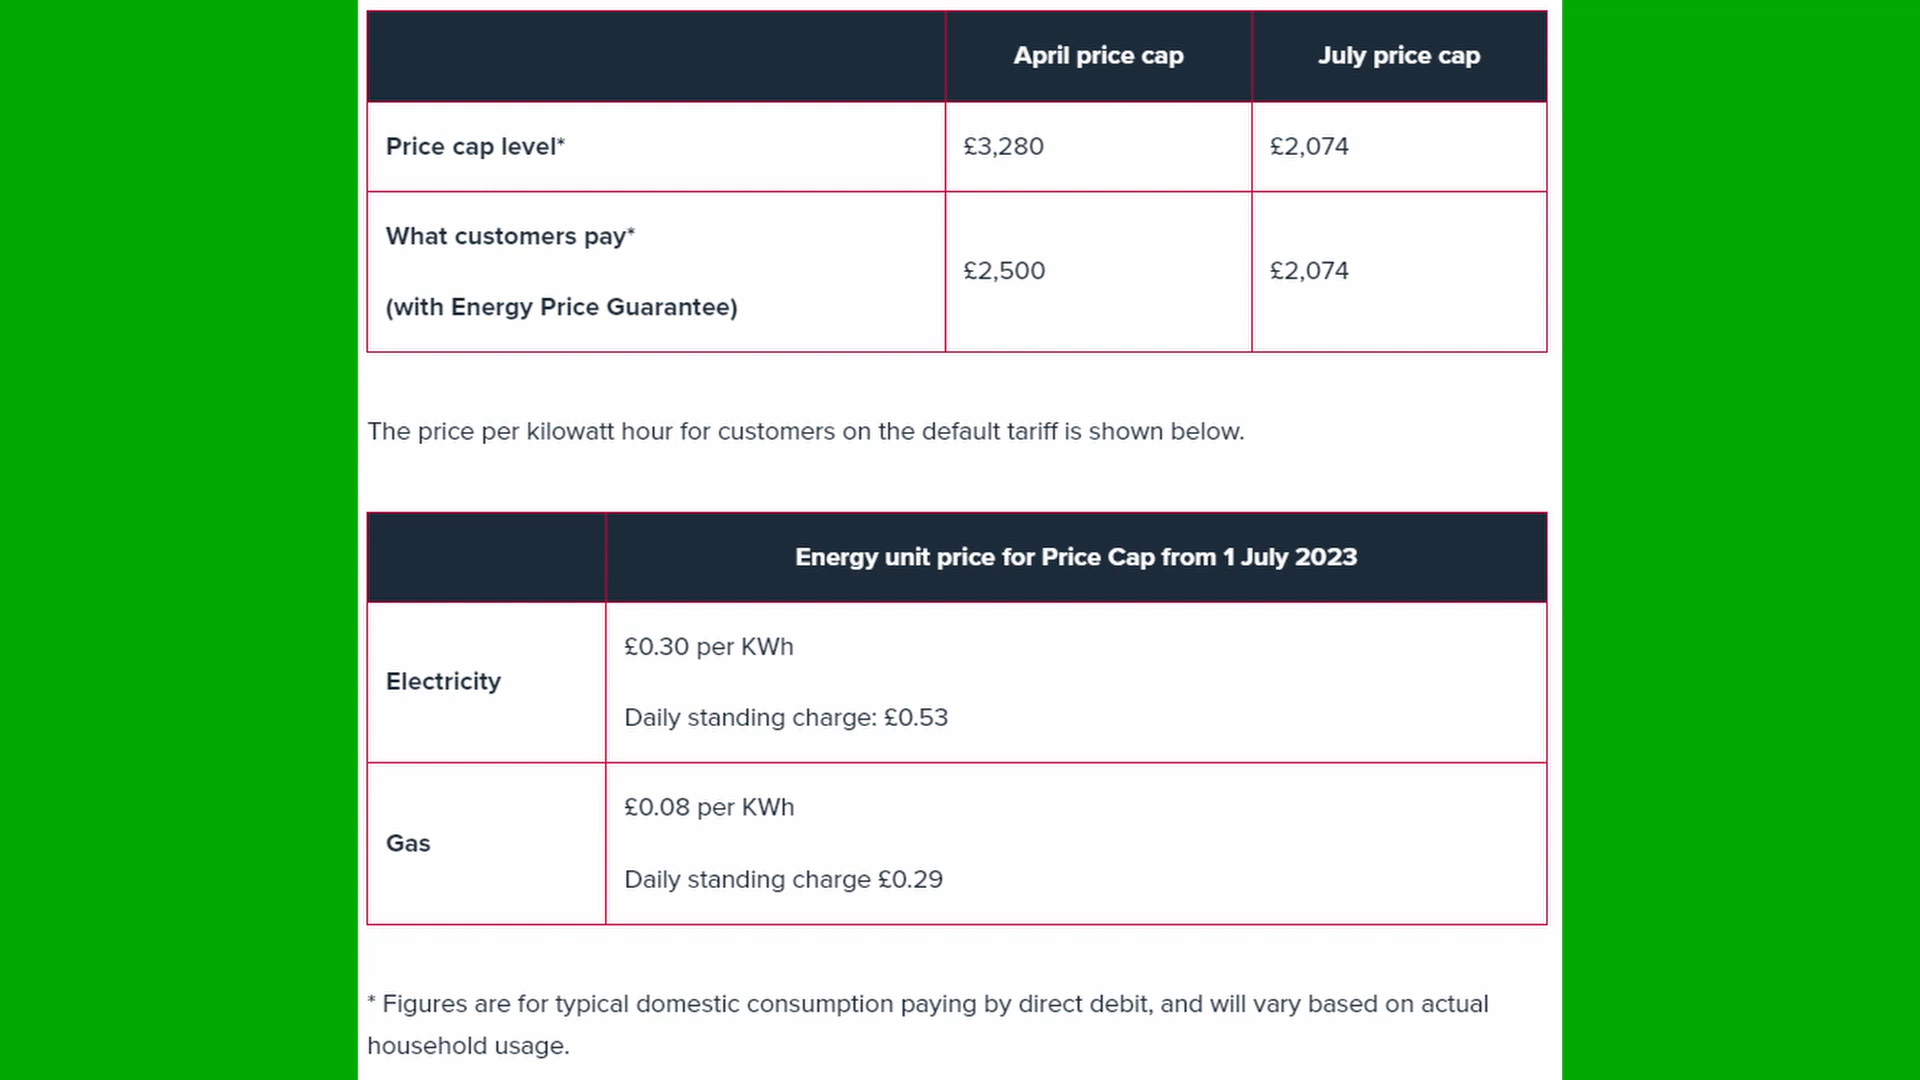 April price cap
July price cap
Price cap level*
£3,280
£2,074
What customers pay*
(with Energy Price Guarantee)
£2,500
£2,074
The price per kilowatt hour for customers on the default tariff is shown below.
Energy unit price for Price Cap from 1 July 2023
Electricity
£0.30 per KWh
Daily standing charge: £0.53
Gas
£0.08 per KWh
Daily standing charge £0.29
* Figures are for typical domestic consumption paying by direct debit, and will vary based on actual
household usage.